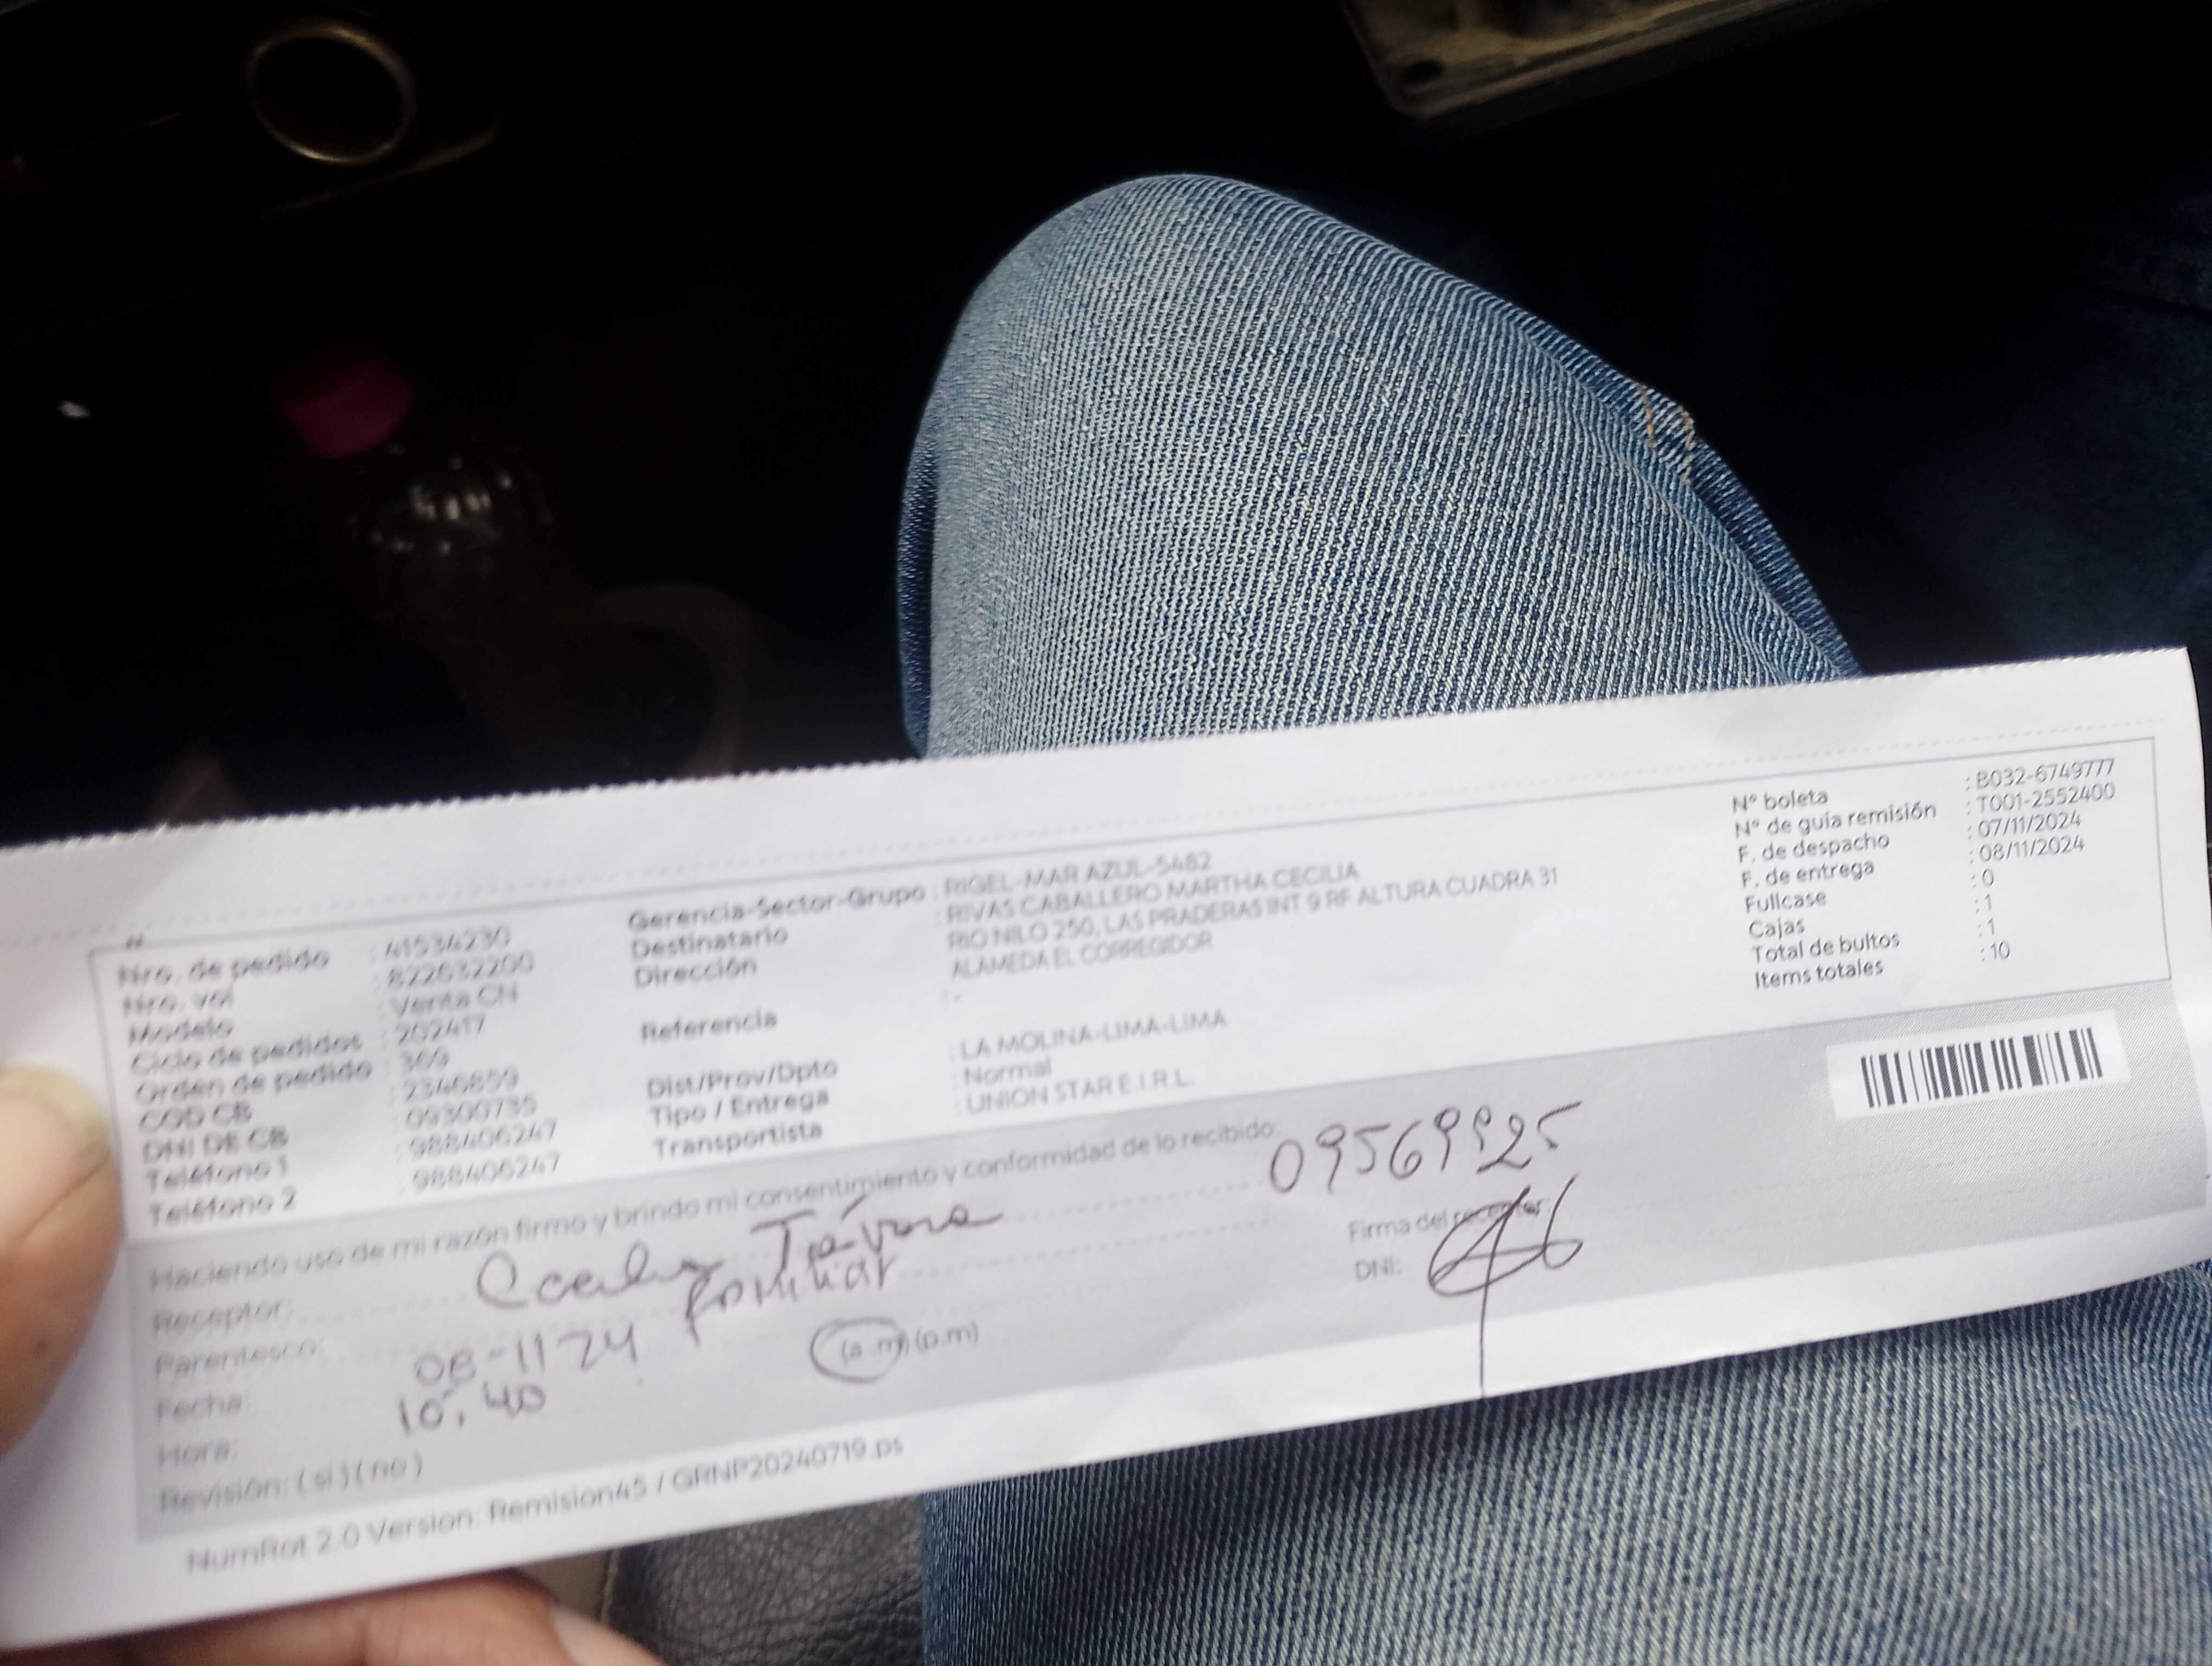 Nro. de pedido : 41534230
Nro. vol : 822632200
Modelo : Venta CN
Ciclo de pedidos : 202417
Orden de pedido : 369
COD CB : 2346859
DNI DE CB : 09300735
Teléfono 1 : 988406247
Teléfono 2 : 988406247
Gerencia-Sector-Grupo : RIGEL-MAR AZUL-5482
Destinatario : RIVAS CABALLERO MARTHA CECILIA
Dirección : RIO NILO 250, LAS PRADERAS INT 9 RF ALTURA CUADRA 31
ALAMEDA EL CORREGIDOR
Referencia : -
Dist/Prov/Dpto : LA MOLINA-LIMA-LIMA
Tipo / Entrega : Normal
Transportista : UNION STAR E.I.R.L.
N° boleta : B032-6749777
N° de guia remisión : T001-2552400
F. de despacho : 07/11/2024
F. de entrega : 08/11/2024
Fullcase : 0
Cajas : 1
Total de bultos : 1
Items totales : 10
Haciendo uso de mi razón firmo y brindo mi consentimiento y conformidad de lo recibido:
Receptor: Távara
Parentesco: familiar
Fecha: 08-11 24
Hora: 10:40 (a.m) (p.m)
Revisión: ( si ) ( no )
Firma del receptor:
DNI:
NumRot 2.0 Version: Remision45 / GRNP20240719.ps